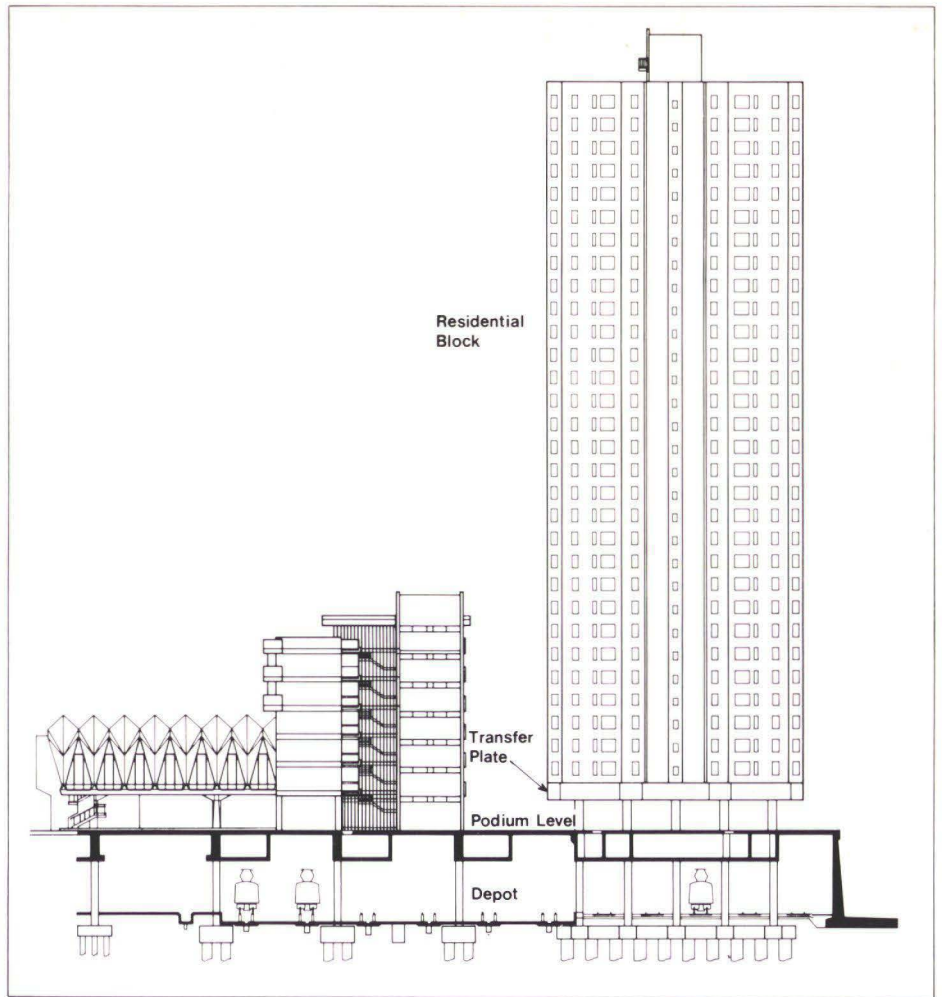 Residential
Block
Transfer
Plate
Podium Level
Depot